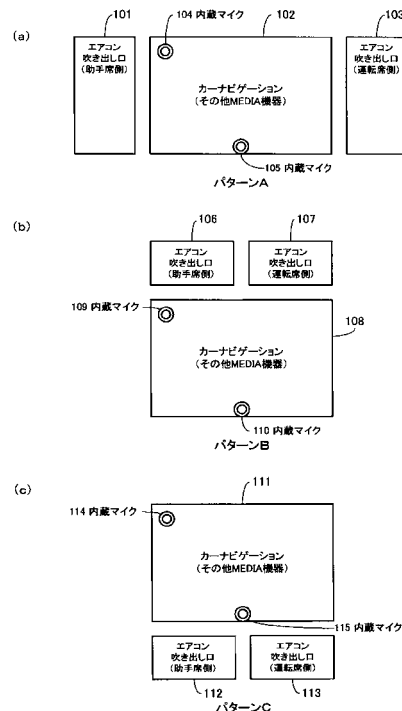 (a)
101
104 内蔵マイク
102
103
エアコン
吹き出し口
(助手席側)
カーナビゲーション
(その他MEDIA機器)
エアコン
吹き出し口
(運転席側)
105 内蔵マイク
パターンA
(b)
106
107
エアコン
吹き出し口
(助手席側)
エアコン
吹き出し口
(運転席側)
109 内蔵マイク
108
カーナビゲーション
(その他MEDIA機器)
110 内蔵マイク
パターンB
(c)
111
114 内蔵マイク
カーナビゲーション
(その他MEDIA機器)
115 内蔵マイク
エアコン
吹き出し口
(助手席側)
エアコン
吹き出し口
(運転席側)
112
113
パターンC